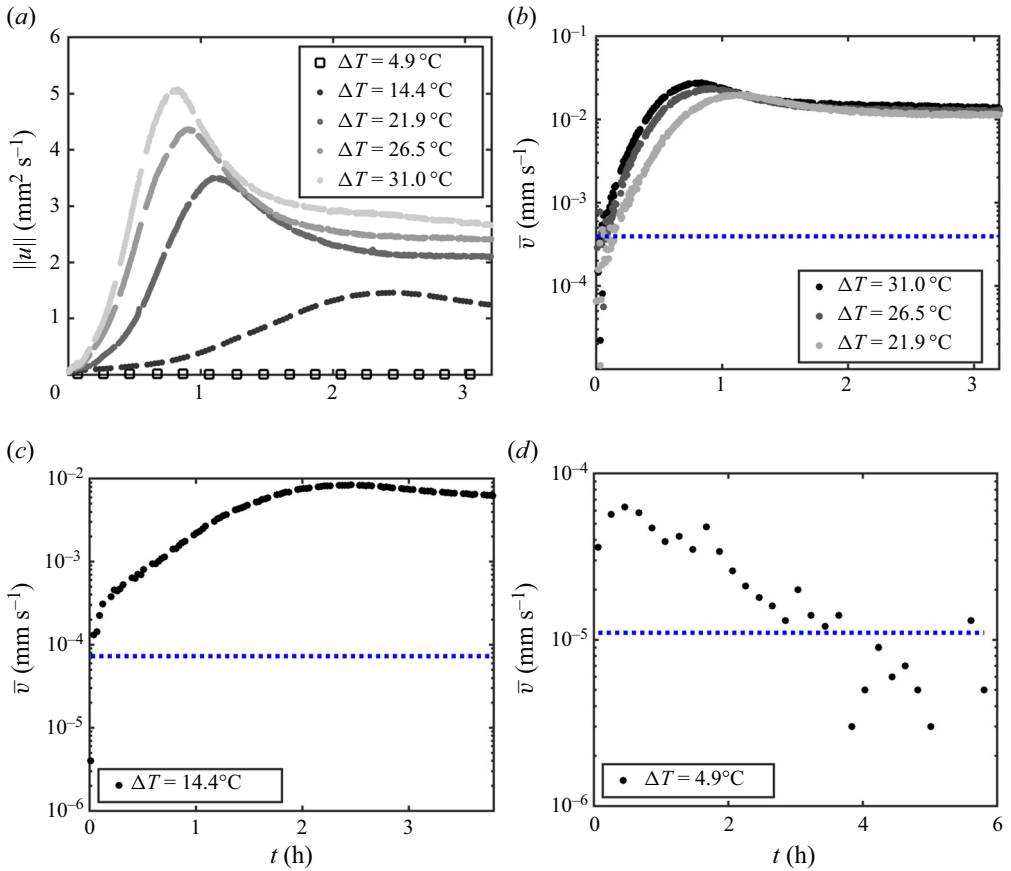 (a)
6
5
4
3
2
1
0
1
2
3
||u|| (mm² s⁻¹)
ΔT = 4.9 °C
ΔT = 14.4 °C
ΔT = 21.9 °C
ΔT = 26.5 °C
ΔT = 31.0 °C
(b)
10⁻¹
10⁻²
10⁻³
10⁻⁴
0
1
2
3
v̅ (mm s⁻¹)
ΔT = 31.0 °C
ΔT = 26.5 °C
ΔT = 21.9 °C
(c)
10⁻²
10⁻³
10⁻⁴
10⁻⁵
10⁻⁶
0
1
2
3
v̅ (mm s⁻¹)
ΔT = 14.4°C
t (h)
(d)
10⁻⁴
10⁻⁵
10⁻⁶
0
2
4
6
v̅ (mm s⁻¹)
ΔT = 4.9°C
t (h)